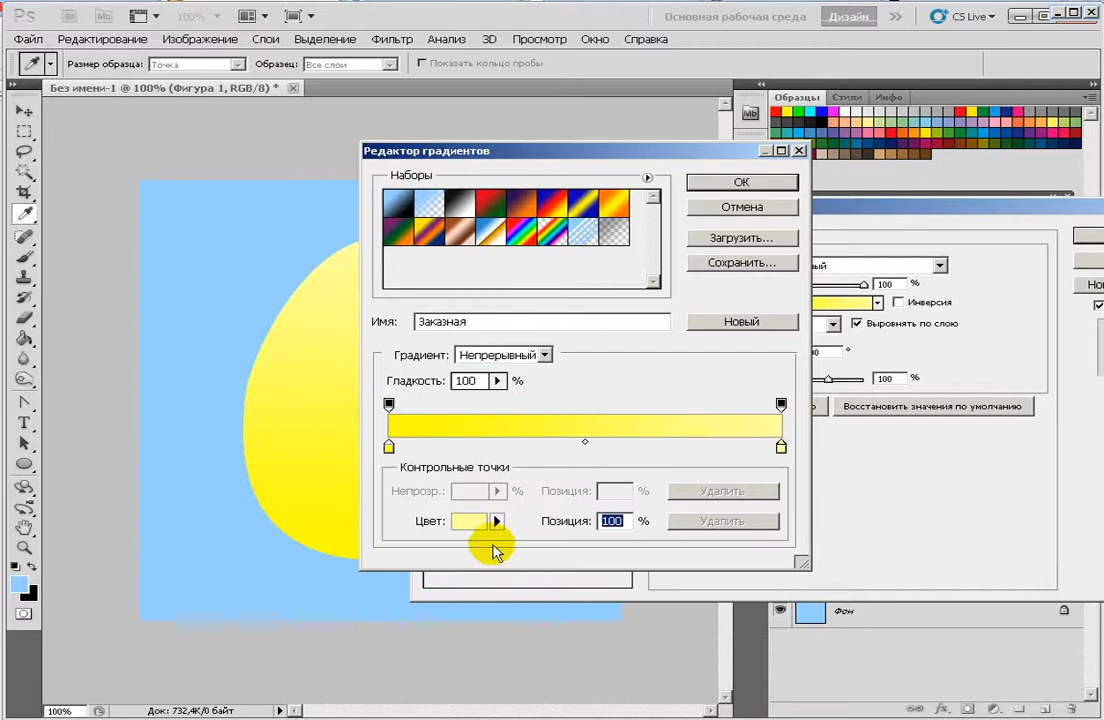 Ps Br Mb 100% Основная рабочая среда Дизайн CS Live
Файл Редактирование Изображение Слои Выделение Фильтр Анализ 3D Просмотр Окно Справка
Размер образца: Точка Образец: Все слои Показать кольцо пробы
Без имени-1 @ 100% (Фигура 1, RGB/8) *
Образцы Стили Инфо
Mb
Редактор градиентов
Наборы
ОК
Отмена
Загрузить...
Сохранить...
Имя: Заказная
Новый
Градиент: Непрерывный
Гладкость: 100 %
Контрольные точки
Непрозр.: % Позиция: % Удалить
Цвет: Позиция: 100 % Удалить
100 %
Инверсия
Выровнять по слою
100 %
Восстановить значения по умолчанию
Фон
100% Док: 732,4K/0 байт